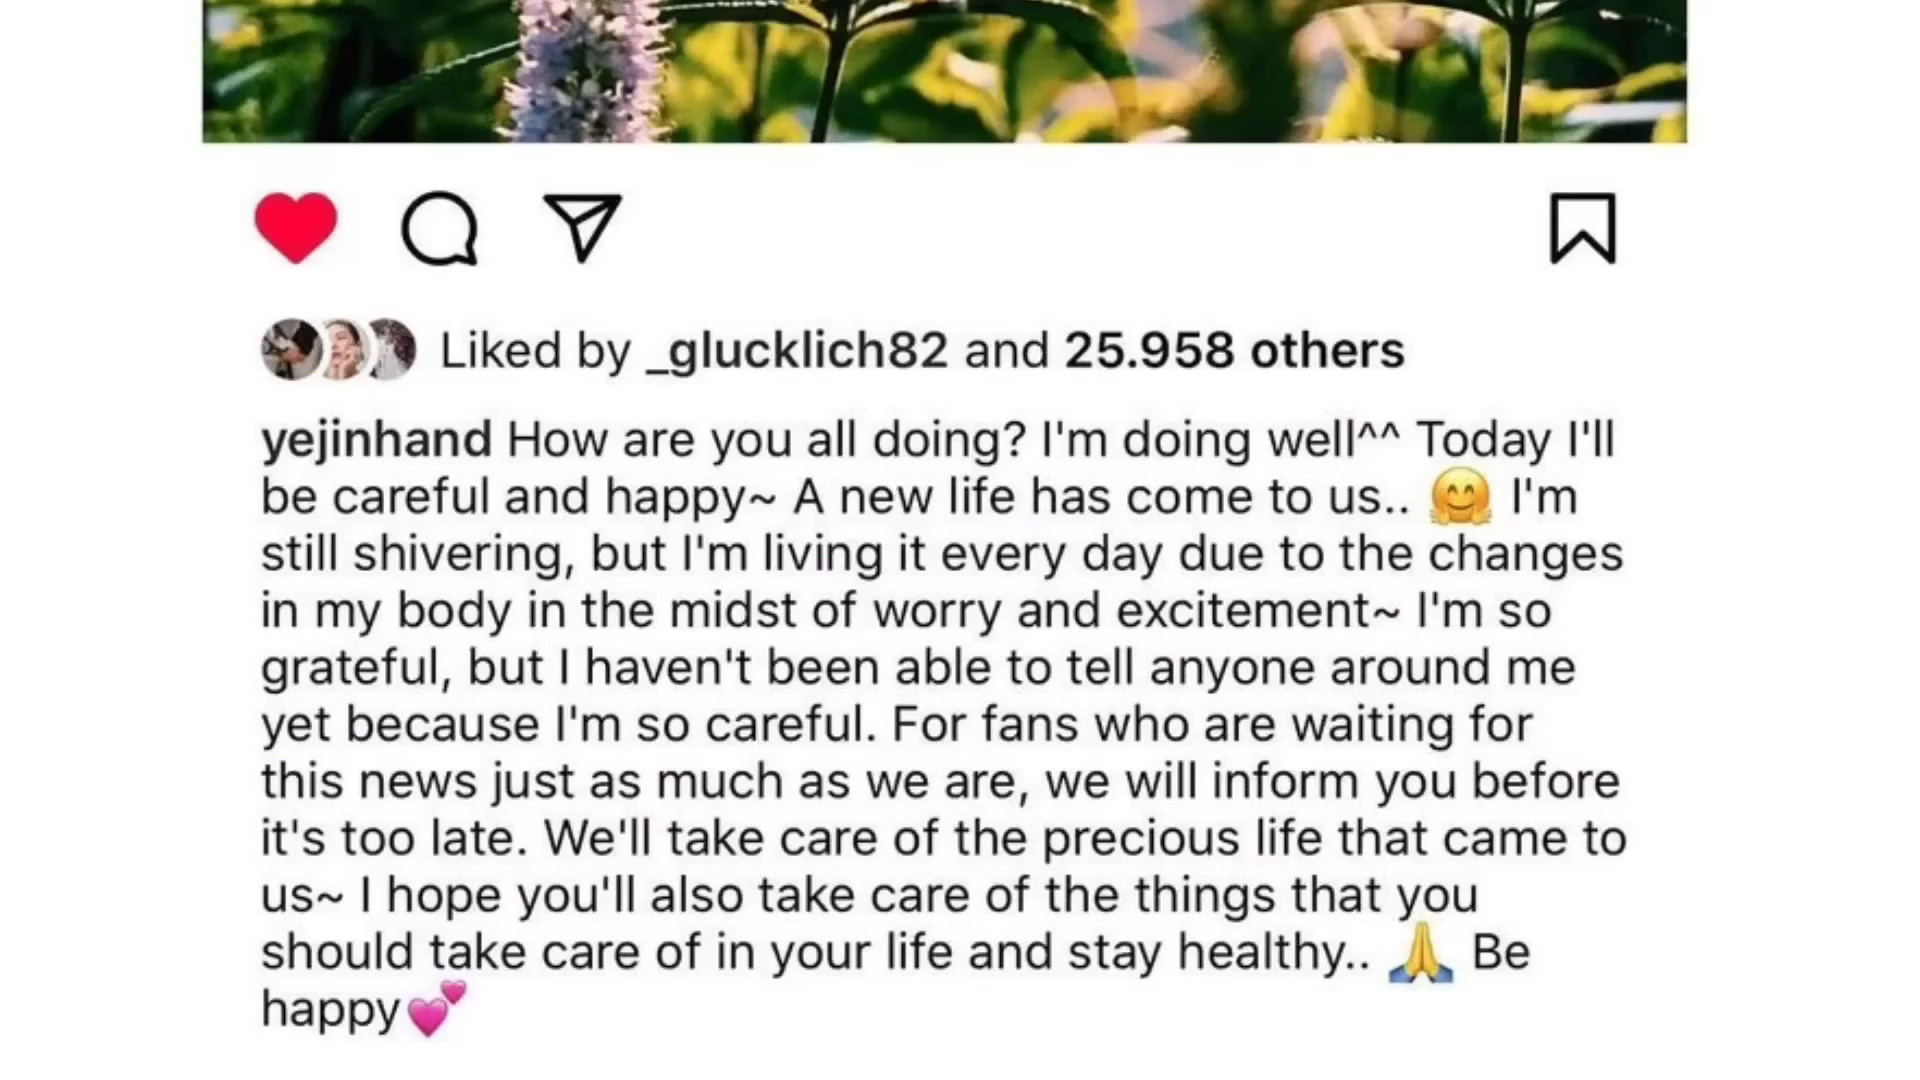 Liked by _glucklich82 and 25.958 others
yejinhand How are you all doing? I'm doing well^^ Today I'll
be careful and happy~ A new life has come to us.. 🤗 I'm
still shivering, but I'm living it every day due to the changes
in my body in the midst of worry and excitement~ I'm so
grateful, but I haven't been able to tell anyone around me
yet because I'm so careful. For fans who are waiting for
this news just as much as we are, we will inform you before
it's too late. We'll take care of the precious life that came to
us~ I hope you'll also take care of the things that you
should take care of in your life and stay healthy.. 🙏 Be
happy💕